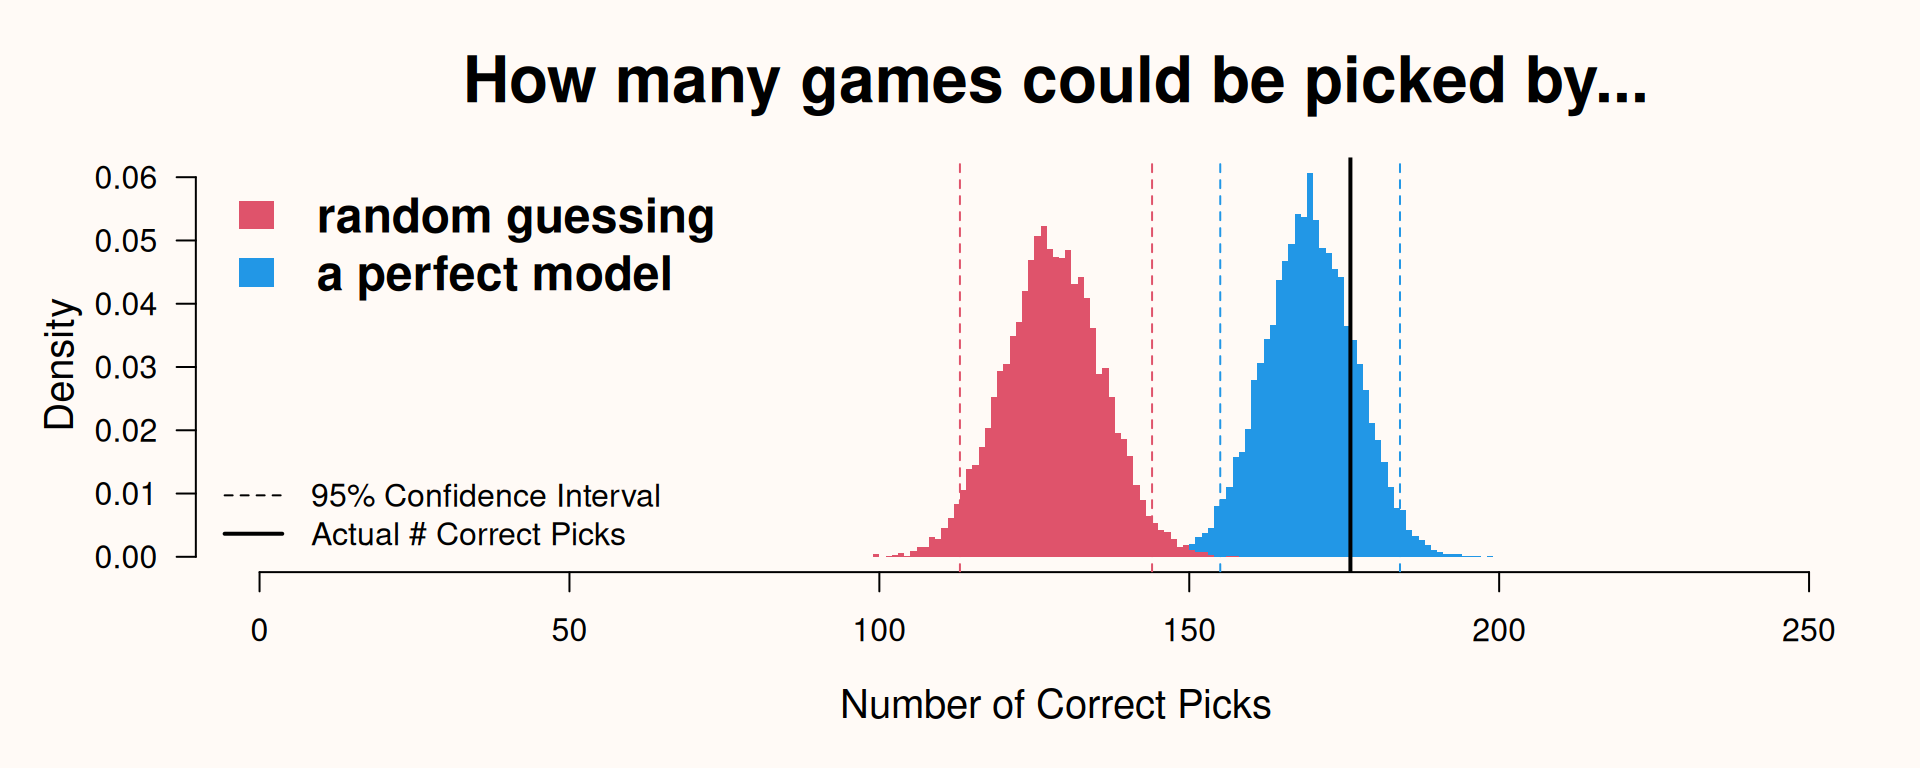 How many games could be picked by...
random guessing
a perfect model
95% Confidence Interval
Actual # Correct Picks
Density
0.06
0.05
0.04
0.03
0.02
0.01
0.00
0 50 100 150 200 250
Number of Correct Picks